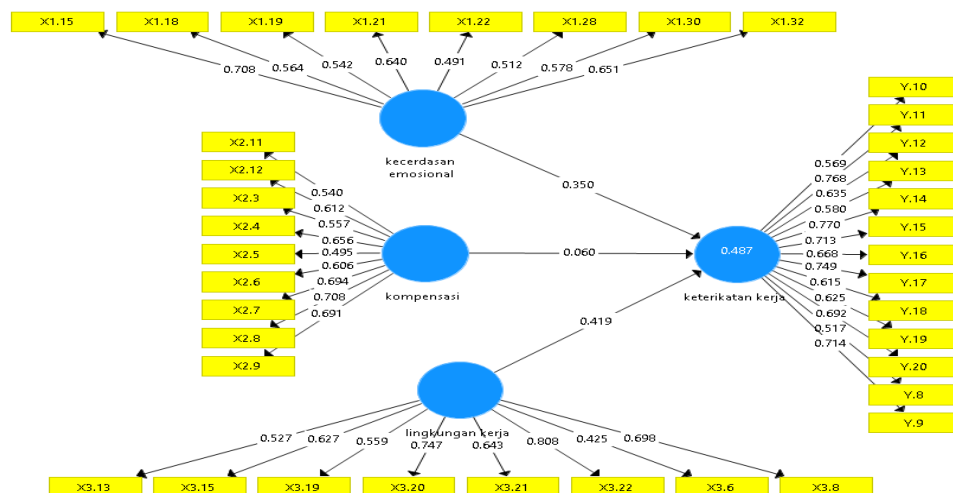 X1.15 X1.18 X1.19 X1.21 X1.22 X1.28 X1.30 X1.32
0.708 0.564 0.542 0.640 0.491 0.512 0.578 0.651
kecerdasan
emosional
X2.11
X2.12
X2.3
X2.4
X2.5
X2.6
X2.7
X2.8
X2.9
0.540
0.612
0.557
0.656
0.495
0.606
0.694
0.708
0.691
kompensasi
0.350
0.060
0.419
0.487
keterikatan kerja
0.569
0.768
0.635
0.580
0.770
0.713
0.668
0.749
0.615
0.625
0.692
0.517
0.714
Y.10
Y.11
Y.12
Y.13
Y.14
Y.15
Y.16
Y.17
Y.18
Y.19
Y.20
Y.8
Y.9
lingkungan kerja
0.527 0.627 0.559 0.747 0.643 0.808 0.425 0.698
X3.13 X3.15 X3.19 X3.20 X3.21 X3.22 X3.6 X3.8